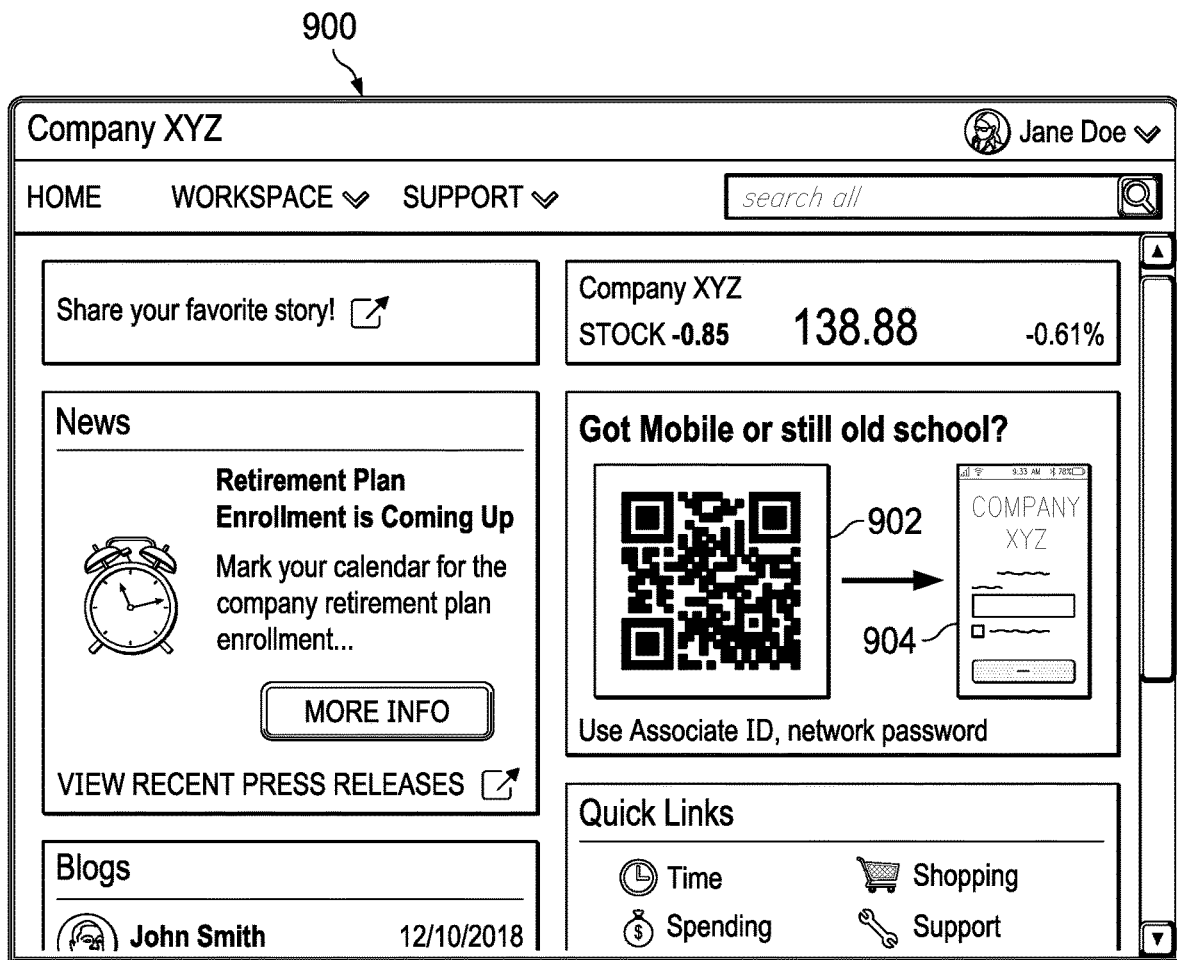 900
Company XYZ
Jane Doe
HOME WORKSPACE SUPPORT
search all
Share your favorite story!
Company XYZ
STOCK -0.85 138.88 -0.61%
News
Retirement Plan
Enrollment is Coming Up
Mark your calendar for the
company retirement plan
enrollment...
MORE INFO
VIEW RECENT PRESS RELEASES
Got Mobile or still old school?
902
9:33 AM 78%
COMPANY
XYZ
904
Use Associate ID, network password
Blogs
John Smith 12/10/2018
Quick Links
Time Shopping
$
Spending Support